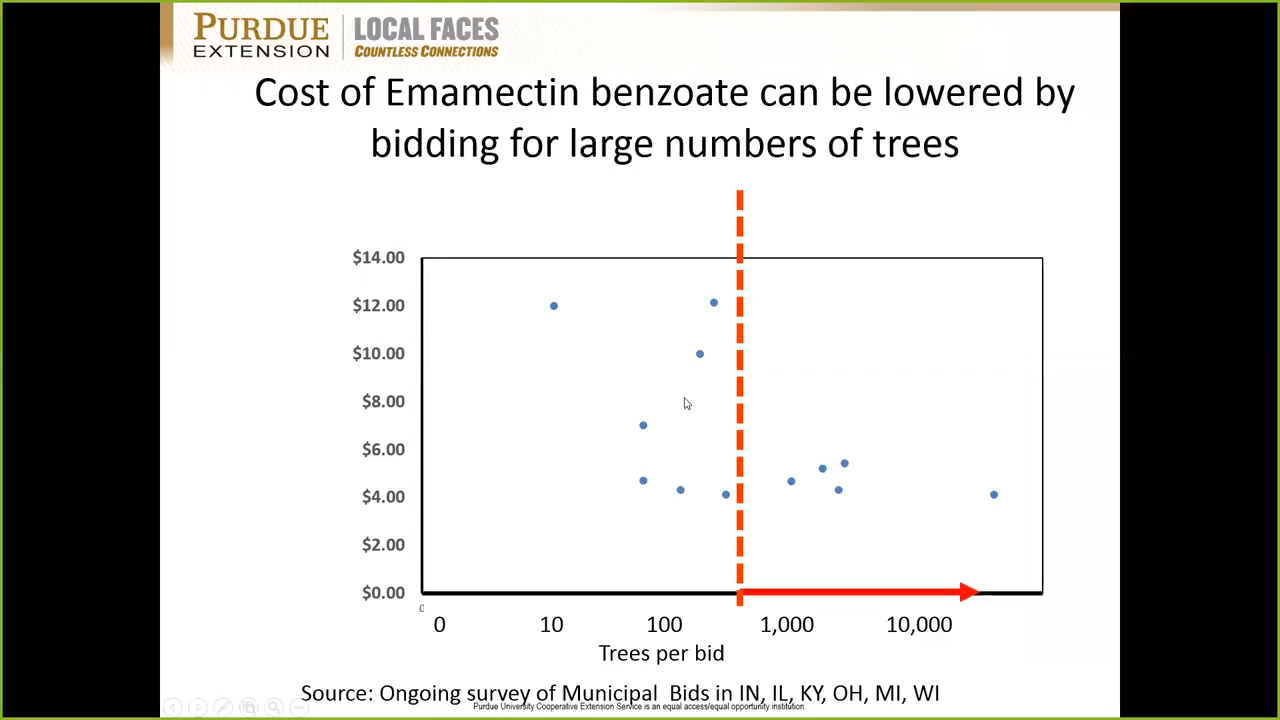 PURDUE
EXTENSION
LOCAL FACES
COUNTLESS CONNECTIONS
Cost of Emamectin benzoate can be lowered by
bidding for large numbers of trees
$14.00
$12.00
$10.00
$8.00
$6.00
$4.00
$2.00
$0.00
0 10 100 1,000 10,000
Trees per bid
Source: Ongoing survey of Municipal Bids in IN, IL, KY, OH, MI, WI
Purdue University Cooperative Extension Service is an equal access/equal opportunity institution.